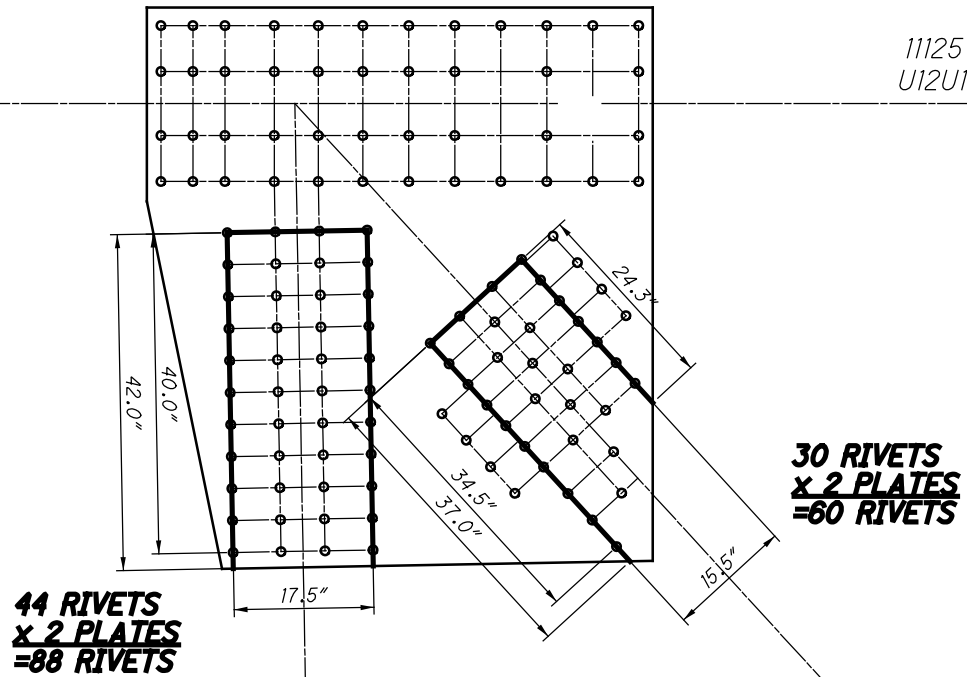 11125
U12U1
24.3"
42.0"
40.0"
34.5"
37.0"
30 RIVETS
x 2 PLATES
=60 RIVETS
15.5"
17.5"
44 RIVETS
x 2 PLATES
=88 RIVETS